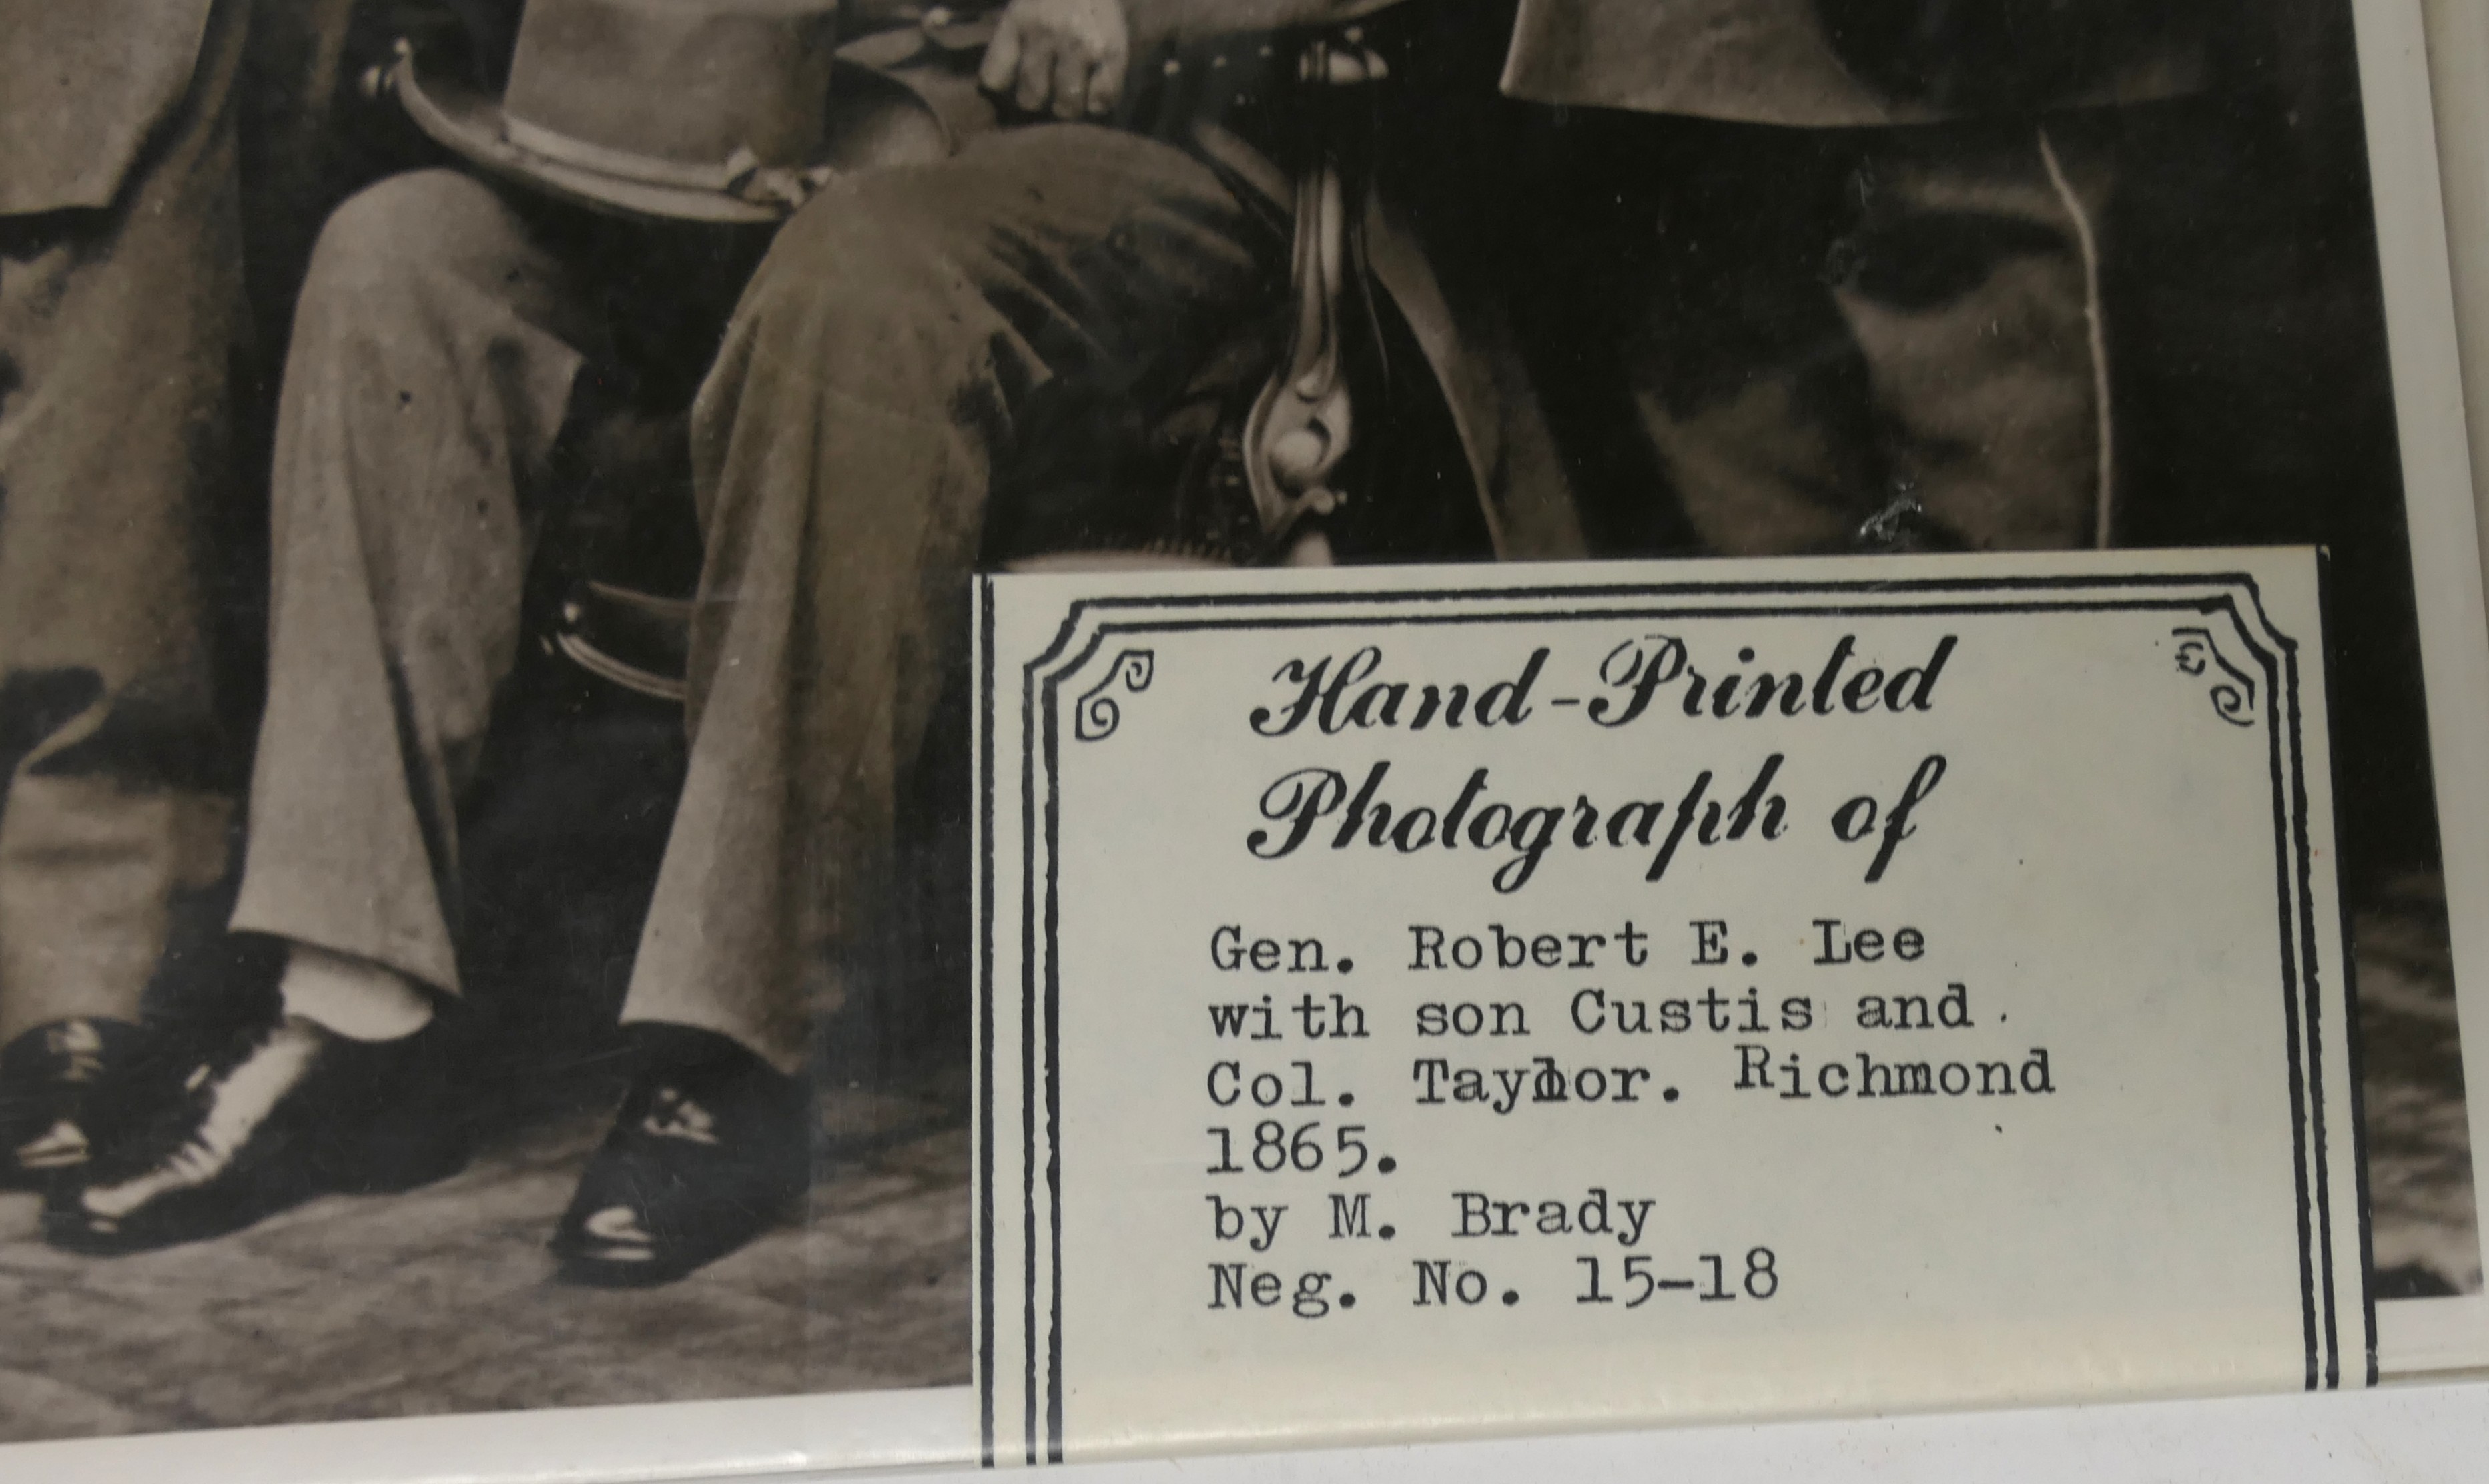 Hand-Printed
Photograph of
Gen. Robert E. Lee
with son Custis and
Col. Taylor. Richmond
1865.
by M. Brady
Neg. No. 15-18